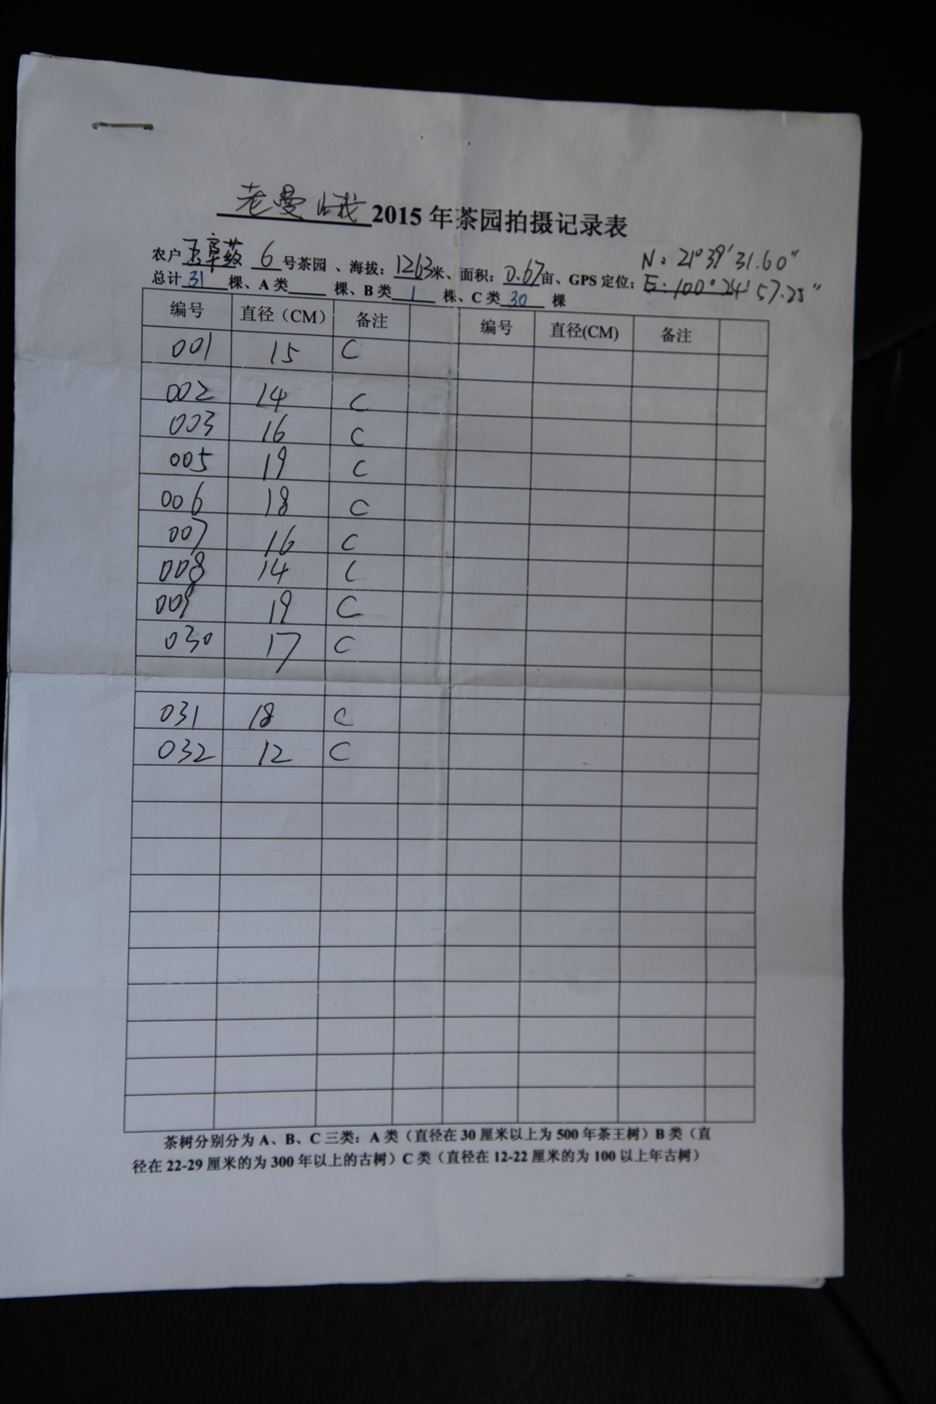 老曼峨2015年茶园拍摄记录表
农户 玉章药 6号茶园、海拔:1263米、面积:0.67亩、GPS定位: N:21°39′31.60″
E:100°24′57.25″
总计31棵、A类 棵、B类1棵、C类30棵
编号 直径(CM) 备注 编号 直径(CM) 备注
001 15 C
002 14 C
003 16 C
005 19 C
006 18 C
007 16 C
008 14 C
009 19 C
030 17 C
031 18 C
032 12 C
茶树分别分为A、B、C三类:A类(直径在30厘米以上为500年茶王树)B类(直
径在22-29厘米的为300年以上的古树)C类(直径在12-22厘米的为100以上年古树)